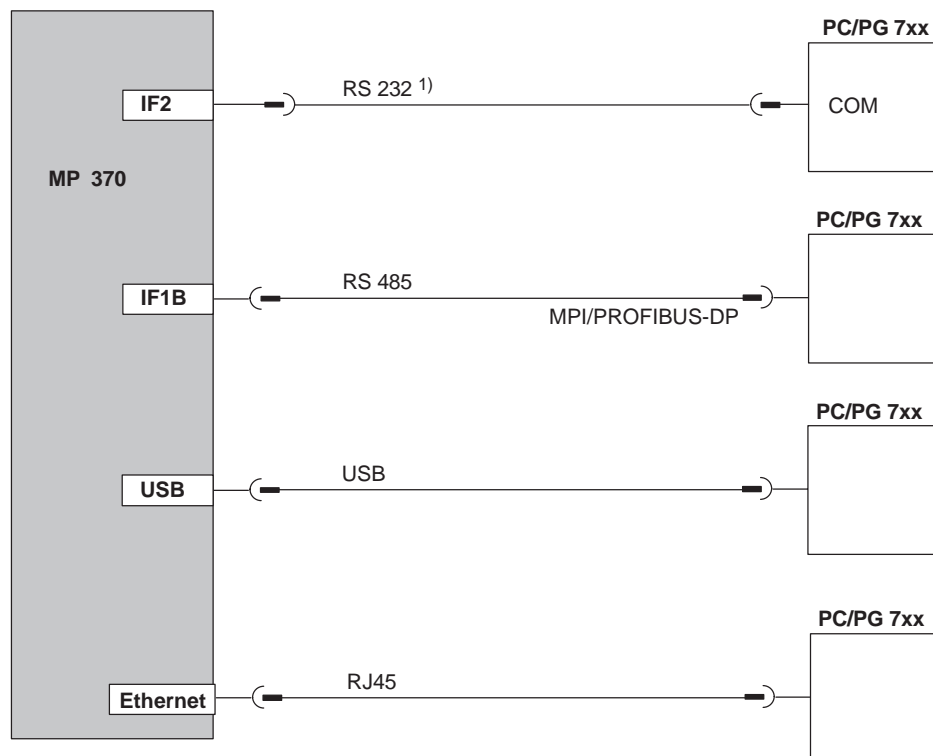 PC/PG 7xx
IF2
RS 232 1)
COM
MP 370
PC/PG 7xx
IF1B
RS 485
MPI/PROFIBUS-DP
PC/PG 7xx
USB
USB
PC/PG 7xx
Ethernet
RJ45